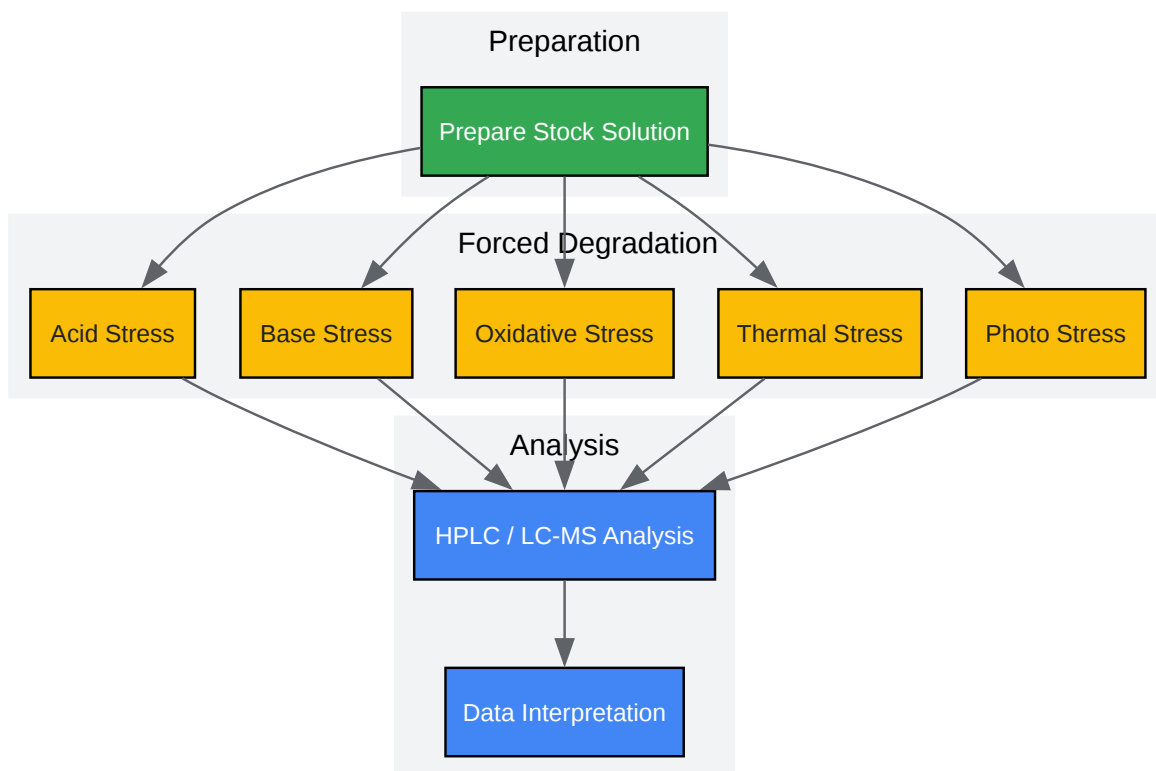 Preparation
Prepare Stock Solution
Forced Degradation
Acid Stress
Base Stress
Oxidative Stress
Thermal Stress
Photo Stress
Analysis
HPLC / LC-MS Analysis
Data Interpretation